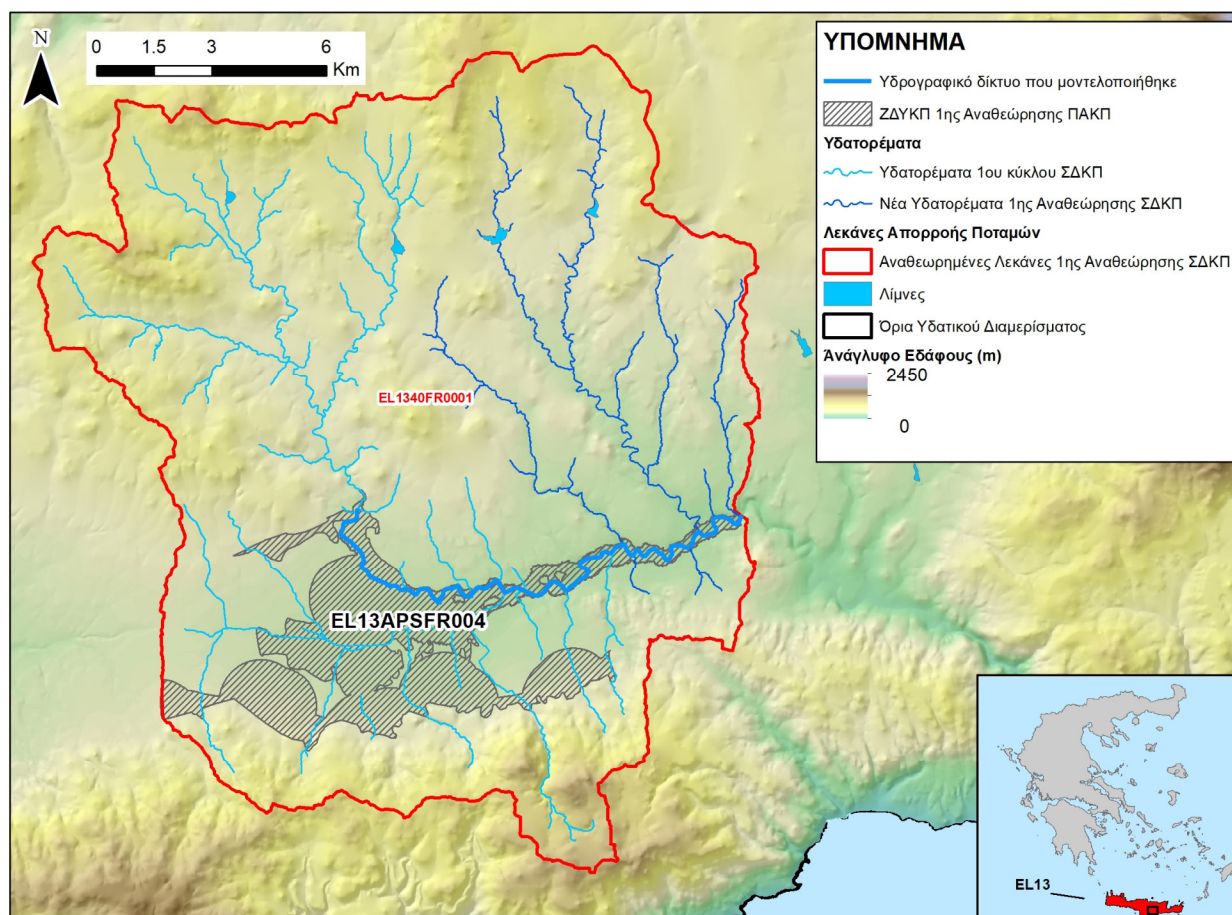 N
0 1.5 3 6
Km
ΥΠΟΜΝΗΜΑ
Υδρογραφικό δίκτυο που μοντελοποιήθηκε
ΖΔΥΚΠ 1ης Αναθεώρησης ΠΑΚΠ
Υδατορέματα
Υδατορέματα 1ου κύκλου ΣΔΚΠ
Νέα Υδατορέματα 1ης Αναθεώρησης ΣΔΚΠ
Λεκάνες Απορροής Ποταμών
Αναθεωρημένες Λεκάνες 1ης Αναθεώρησης ΣΔΚΠ
Λίμνες
Όρια Υδατικού Διαμερίσματος
Άνάγλυφο Εδάφους (m)
2450
0
EL1340FR0001
EL13APSFR004
EL13